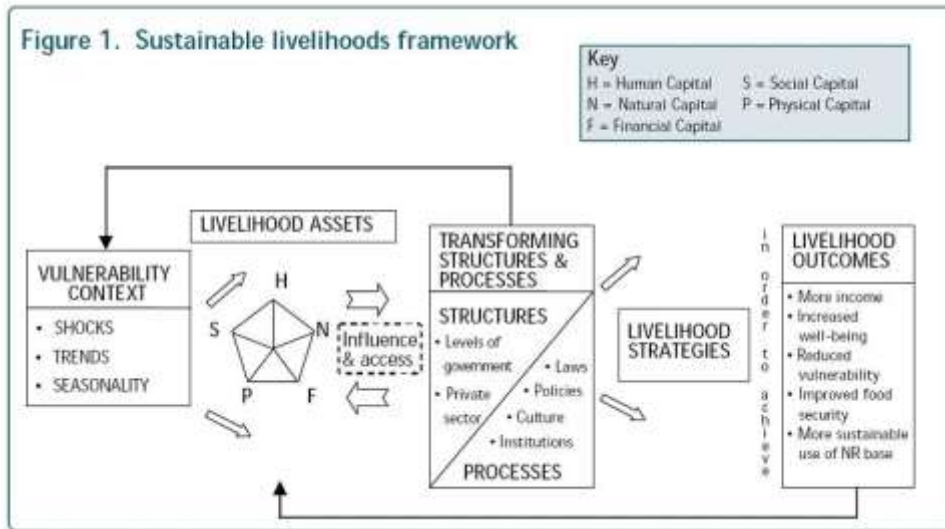 Figure 1. Sustainable livelihoods framework
Key
H = Human Capital S = Social Capital
N = Natural Capital P = Physical Capital
F = Financial Capital
LIVELIHOOD ASSETS
VULNERABILITY
CONTEXT
• SHOCKS
• TRENDS
• SEASONALITY
H
S
N
P
F
Influence
& access
TRANSFORMING
STRUCTURES &
PROCESSES
STRUCTURES
• Levels of
government
• Private
sector
• Laws
• Policies
• Culture
• Institutions
PROCESSES
LIVELIHOOD
STRATEGIES
in order to achieve
LIVELIHOOD
OUTCOMES
• More income
• Increased
well-being
• Reduced
vulnerability
• Improved food
security
• More sustainable
use of NR base